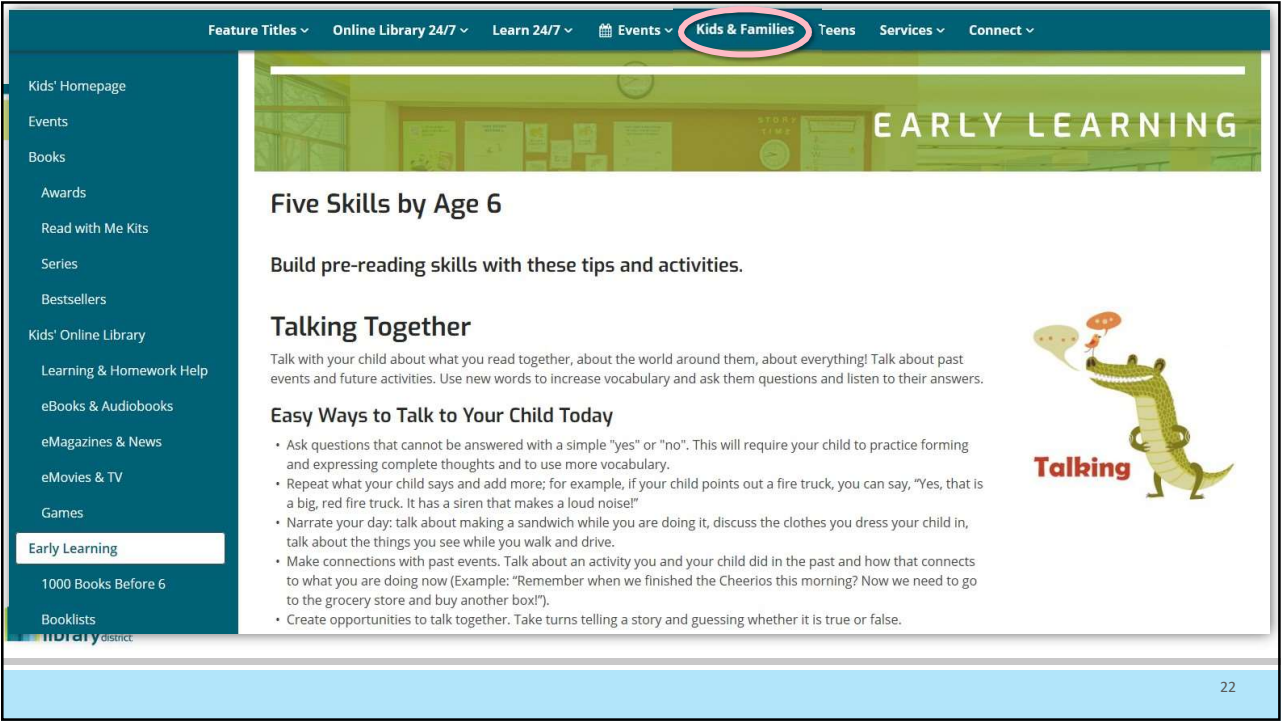 Feature Titles Online Library 24/7 Learn 24/7 Events Kids & Families Teens Services Connect
Kids' Homepage
Events
Books
Awards
Read with Me Kits
Series
Bestsellers
Kids' Online Library
Learning & Homework Help
eBooks & Audiobooks
eMagazines & News
eMovies & TV
Games
Early Learning
1000 Books Before 6
Booklists
STORY
TIME
EARLY LEARNING
Five Skills by Age 6
Build pre-reading skills with these tips and activities.
Talking Together
Talk with your child about what you read together, about the world around them, about everything! Talk about past
events and future activities. Use new words to increase vocabulary and ask them questions and listen to their answers.
Easy Ways to Talk to Your Child Today
• Ask questions that cannot be answered with a simple "yes" or "no". This will require your child to practice forming
and expressing complete thoughts and to use more vocabulary.
• Repeat what your child says and add more; for example, if your child points out a fire truck, you can say, “Yes, that is
a big, red fire truck. It has a siren that makes a loud noise!”
• Narrate your day: talk about making a sandwich while you are doing it, discuss the clothes you dress your child in,
talk about the things you see while you walk and drive.
• Make connections with past events. Talk about an activity you and your child did in the past and how that connects
to what you are doing now (Example: “Remember when we finished the Cheerios this morning? Now we need to go
to the grocery store and buy another box!”).
• Create opportunities to talk together. Take turns telling a story and guessing whether it is true or false.
Talking
library district
22